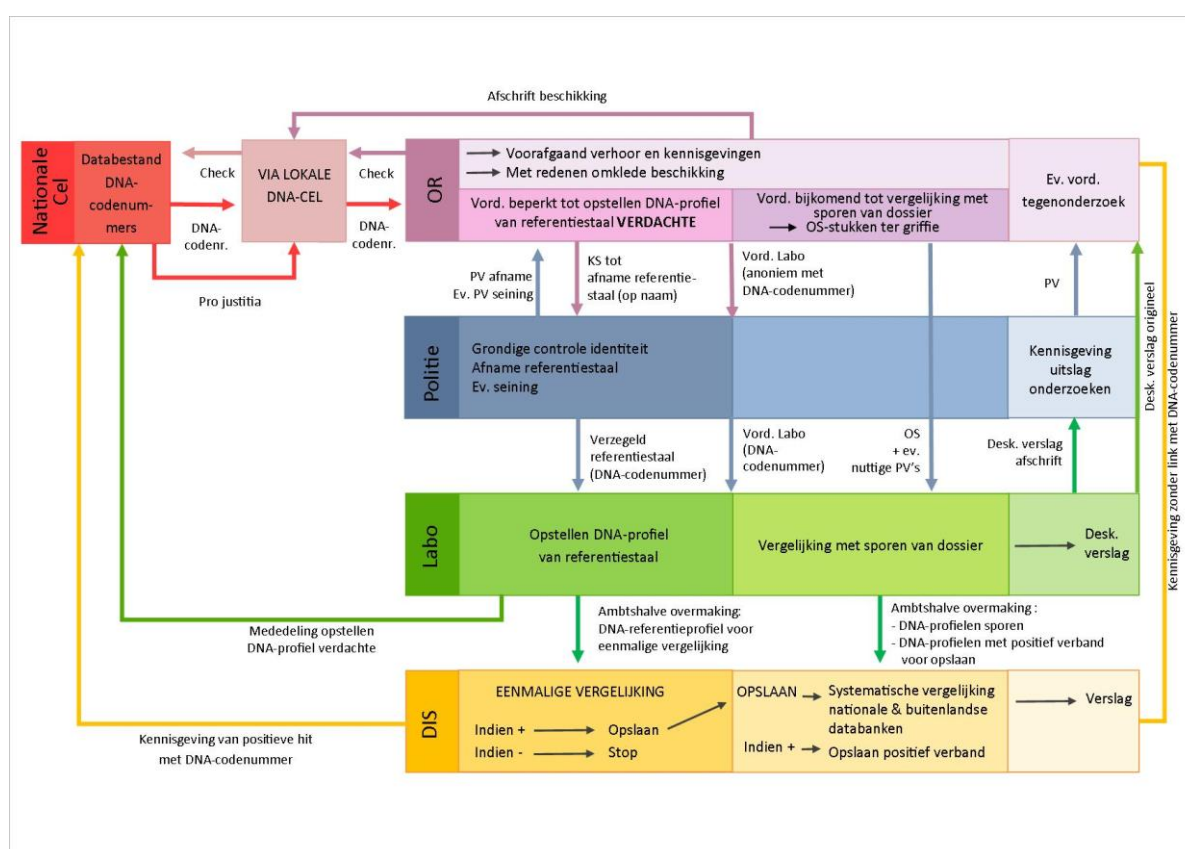 Afschrift beschikking
Nationale
Cel
Databestand
DNA-
codenum-
mers
Check
DNA-
codenr.
VIA LOKALE
DNA-CEL
Check
DNA-
codenr.
Pro justitia
OR
Voorafgaand verhoor en kennisgevingen
Met redenen omklede beschikking
Vord. beperkt tot opstellen DNA-profiel
van referentiestaal VERDACHTE
Vord. bijkomend tot vergelijking met
sporen van dossier
OS-stukken ter griffie
Ev. vord.
tegenonderzoek
PV afname
Ev. PV seining
KS tot
afname referentie-
staal (op naam)
Vord. Labo
(anoniem met
DNA-codenummer)
PV
Politie
Grondige controle identiteit
Afname referentiestaal
Ev. seining
Kennisgeving
uitslag
onderzoeken
Verzegeld
referentiestaal
(DNA-codenummer)
Vord. Labo
(DNA-
codenummer)
OS
+ ev.
nuttige PV's
Desk. verslag
afschrift
Desk. verslag origineel
Kennisgeving zonder link met DNA-codenummer
Labo
Opstellen DNA-profiel
van referentiestaal
Vergelijking met sporen van dossier
Desk.
verslag
Mededeling opstellen
DNA-profiel verdachte
Ambtshalve overmaking:
DNA-referentieprofiel voor
eenmalige vergelijking
Ambtshalve overmaking :
- DNA-profielen sporen
- DNA-profielen met positief verband
voor opslaan
DIS
EENMALIGE VERGELIJKING
Indien + Opslaan
Indien - Stop
OPSLAAN Systematische vergelijking
nationale & buitenlandse
databanken
Indien + Opslaan positief verband
Verslag
Kennisgeving van positieve hit
met DNA-codenummer